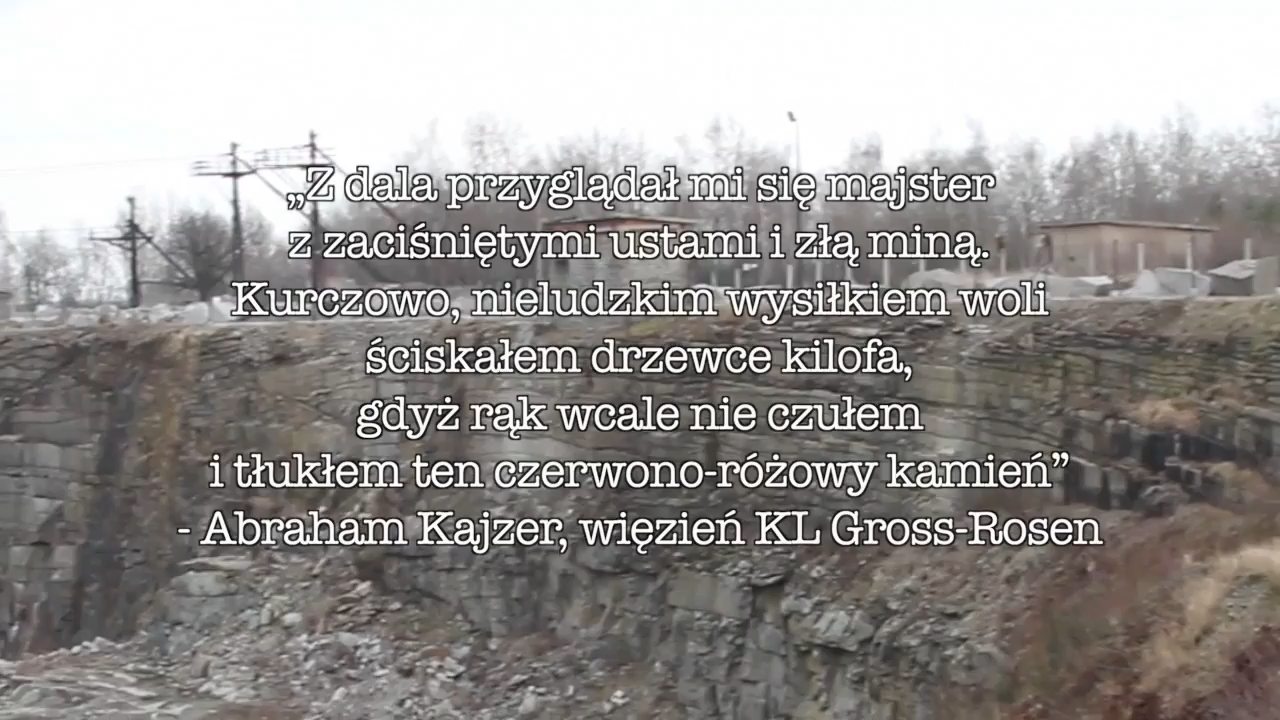 „Z dala przyglądał mi się majster
z zaciśniętymi ustami i złą miną.
Kurczowo, nieludzkim wysiłkiem woli
ściskałem drzewce kilofa,
gdyż rąk wcale nie czułem
i tłukłem ten czerwono-różowy kamień”
- Abraham Kajzer, więzień KL Gross-Rosen